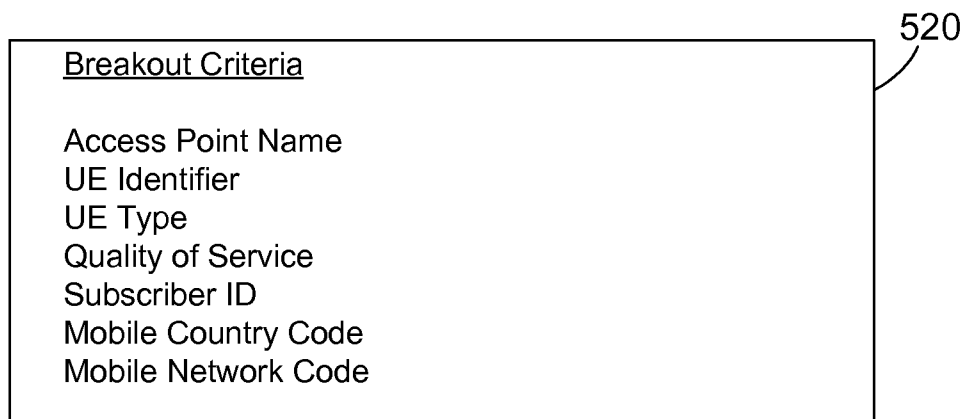 520
Breakout Criteria
Access Point Name
UE Identifier
UE Type
Quality of Service
Subscriber ID
Mobile Country Code
Mobile Network Code